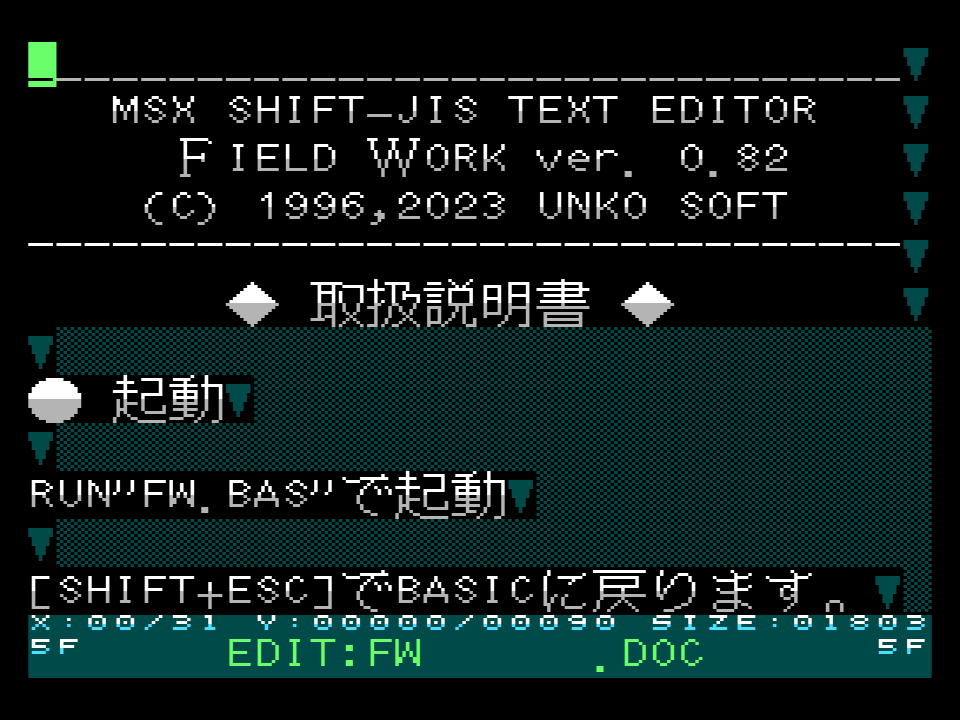 MSX SHIFT-JIS TEXT EDITOR
FIELD WORK ver. 0.82
(C) 1996,2023 UNKO SOFT
◆ 取扱説明書 ◆
● 起動
RUN"FW.BAS"で起動
[SHIFT+ESC]でBASICに戻ります。
X:00/31 Y:00000/00090 SIZE:01803
5F EDIT:FW .DOC 5F